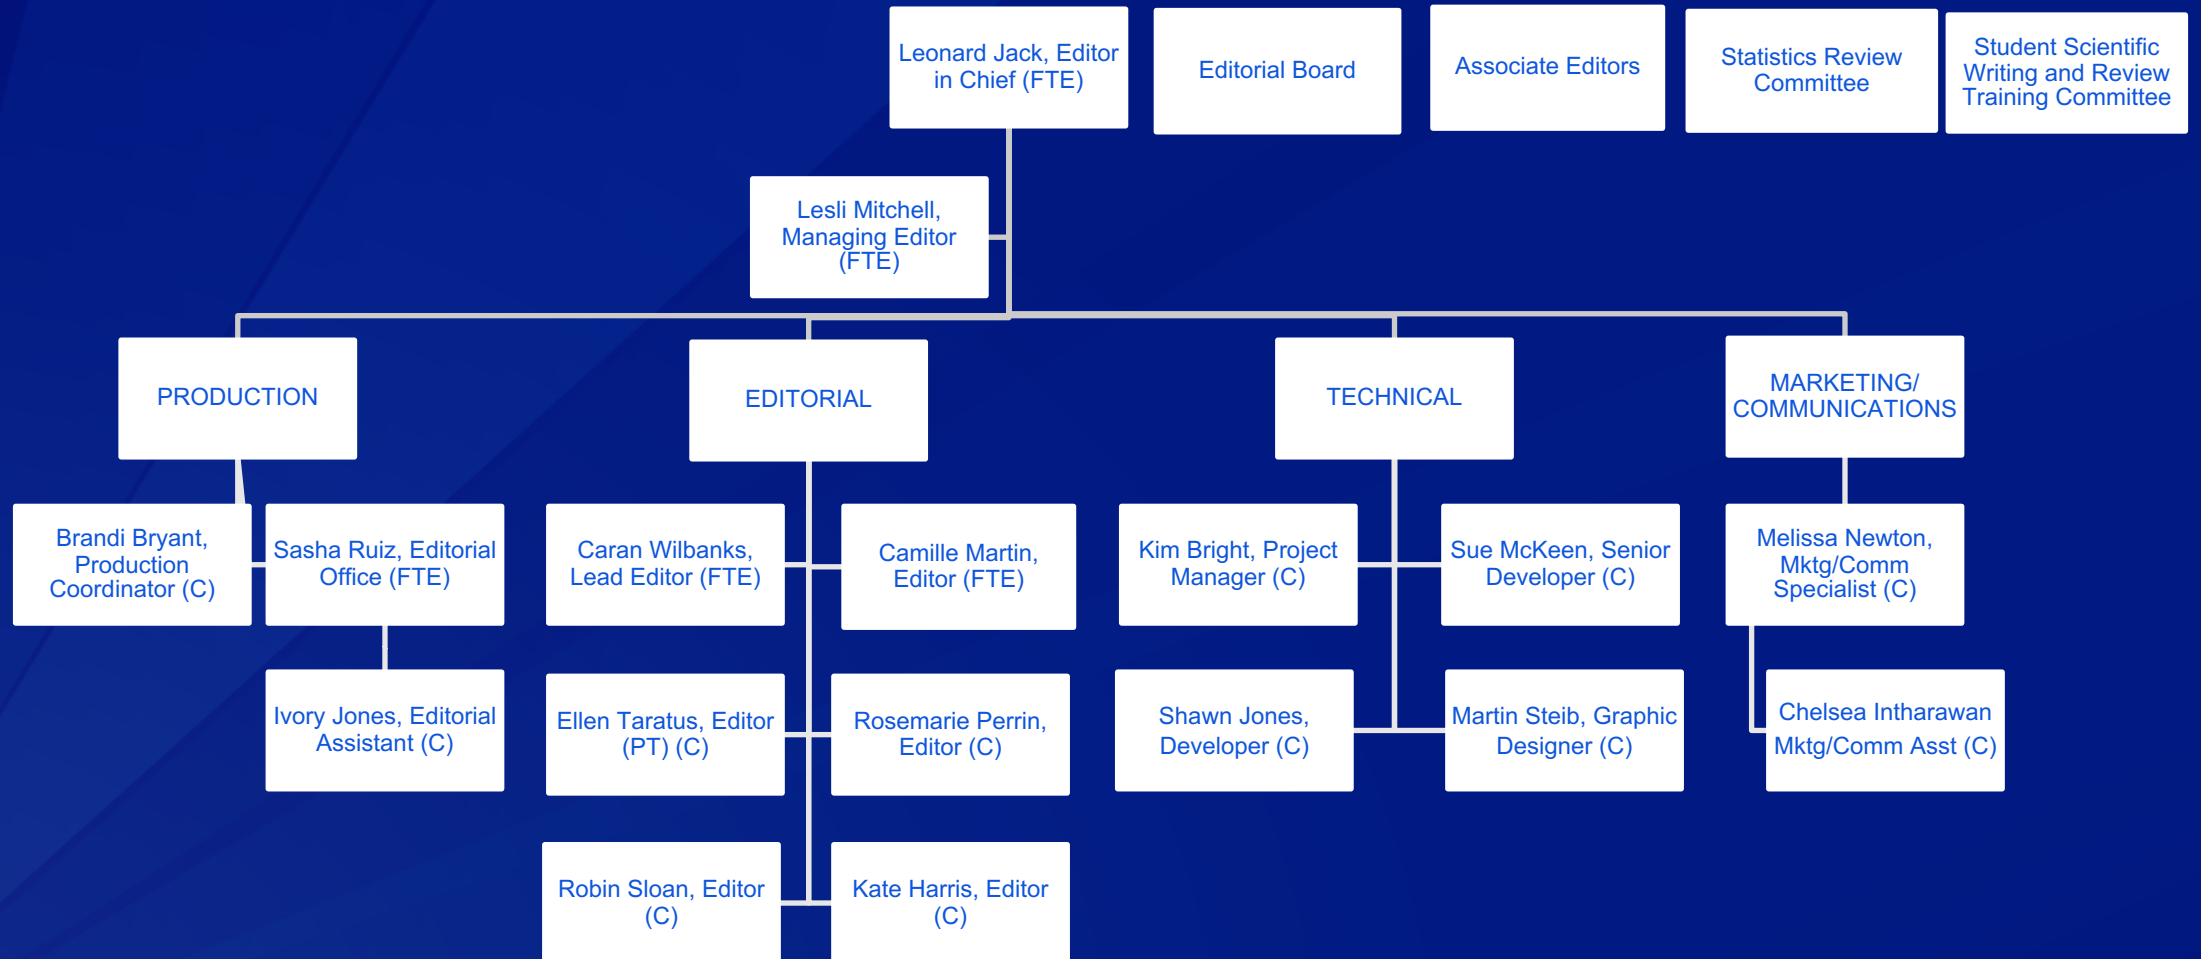 Leonard Jack, Editor
in Chief (FTE)
Editorial Board
Associate Editors
Statistics Review
Committee
Student Scientific
Writing and Review
Training Committee
Lesli Mitchell,
Managing Editor
(FTE)
PRODUCTION
EDITORIAL
TECHNICAL
MARKETING/
COMMUNICATIONS
Brandi Bryant,
Production
Coordinator (C)
Sasha Ruiz, Editorial
Office (FTE)
Caran Wilbanks,
Lead Editor (FTE)
Camille Martin,
Editor (FTE)
Kim Bright, Project
Manager (C)
Sue McKeen, Senior
Developer (C)
Melissa Newton,
Mktg/Comm
Specialist (C)
Ivory Jones, Editorial
Assistant (C)
Ellen Taratus, Editor
(PT) (C)
Rosemarie Perrin,
Editor (C)
Shawn Jones,
Developer (C)
Martin Steib, Graphic
Designer (C)
Chelsea Intharawan
Mktg/Comm Asst (C)
Robin Sloan, Editor
(C)
Kate Harris, Editor
(C)